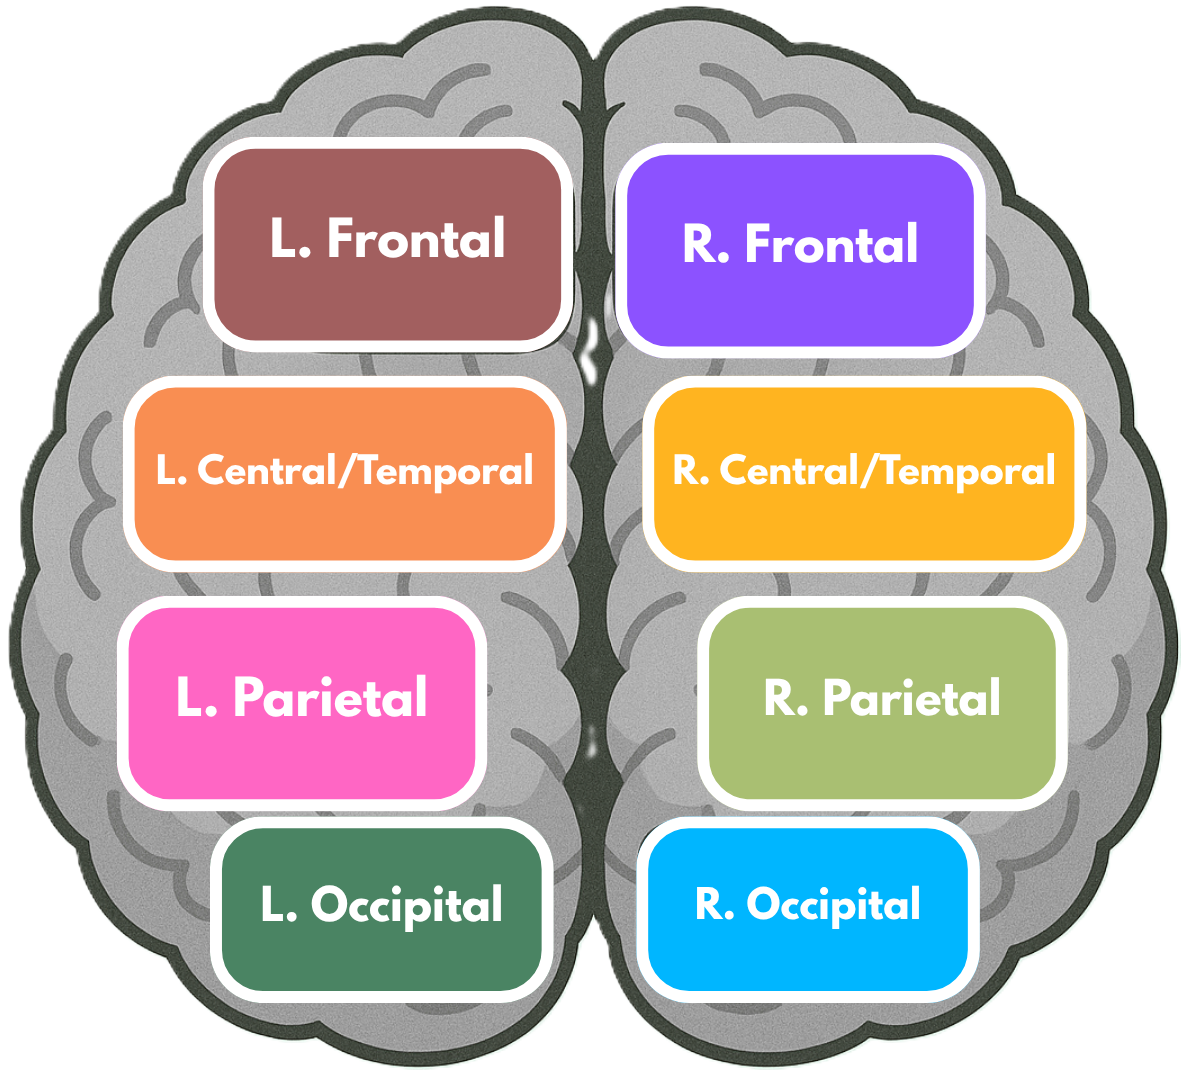 L. Frontal
R. Frontal
L. Central/Temporal
R. Central/Temporal
L. Parietal
R. Parietal
L. Occipital
R. Occipital